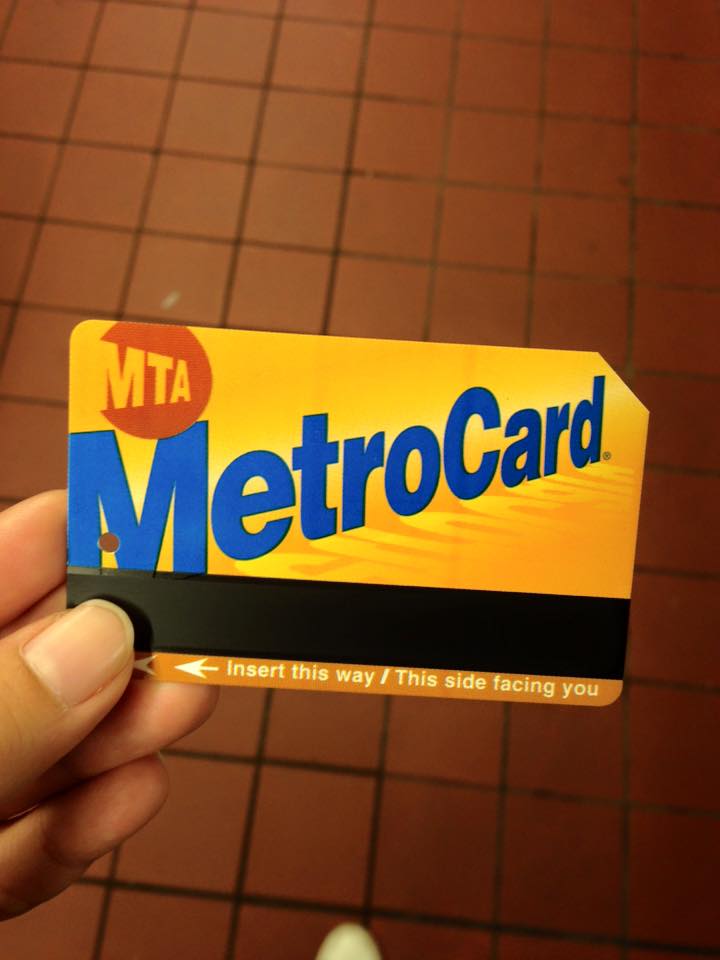 MTA
MetroCard®
Insert this way / This side facing you